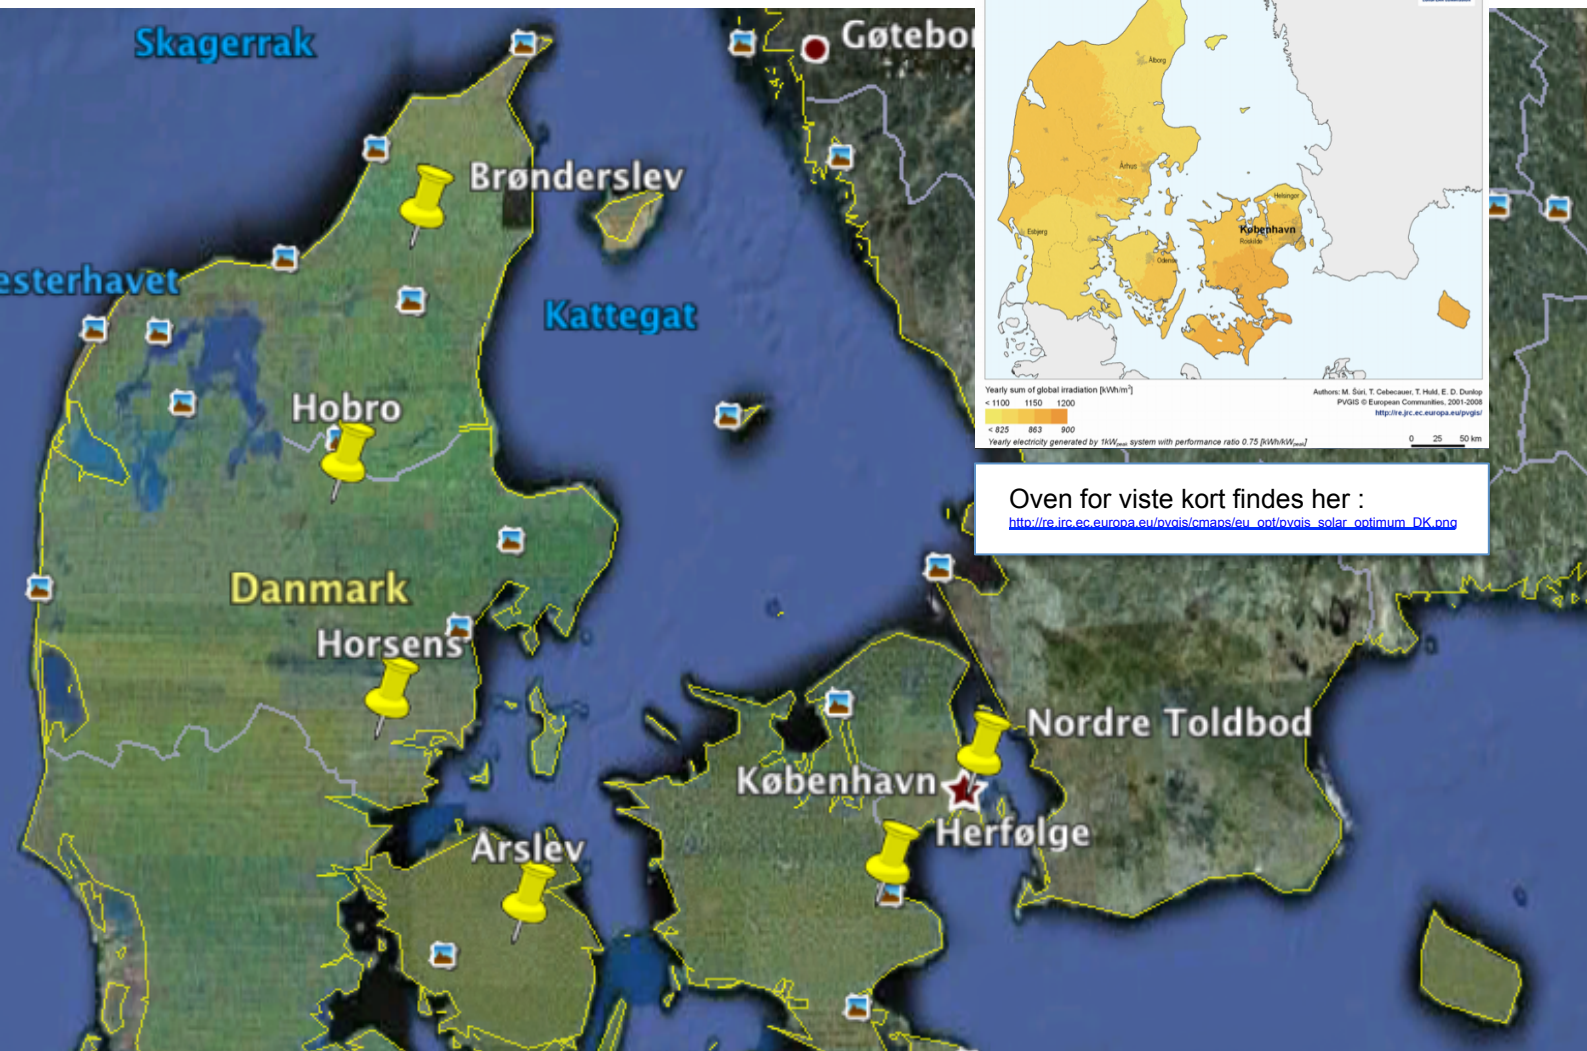 Skagerrak
Gøtebor
Brønderslev
esterhavet
Kattegat
Hobro
Danmark
Horsens
Nordre Toldbod
København
Herfølge
Årslev
Ålborg
Århus
Helsingor
København
Roskilde
Esbjerg
Odense
Yearly sum of global irradiation [kWh/m²]
< 1100 1150 1200
< 825 863 900
Yearly electricity generated by 1kWpeak system with performance ratio 0.75 [kWh/kWpeak]
Authors: M. Šúri, T. Cebecauer, T. Huld, E. D. Dunlop
PVGIS © European Communities, 2001-2008
http://re.jrc.ec.europa.eu/pvgis/
0 25 50 km
Oven for viste kort findes her :
http://re.jrc.ec.europa.eu/pvgis/cmaps/eu_opt/pvgis_solar_optimum_DK.png